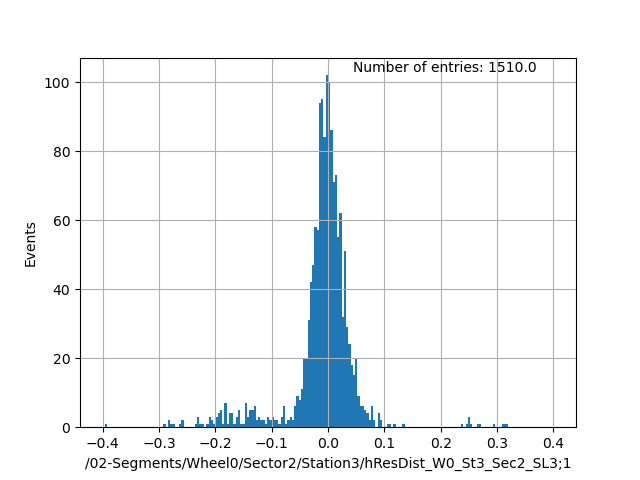 Number of entries: 1510.0
100
80
60
40
20
0
Events
−0.4 −0.3 −0.2 −0.1 0.0 0.1 0.2 0.3 0.4
/02-Segments/Wheel0/Sector2/Station3/hResDist_W0_St3_Sec2_SL3;1